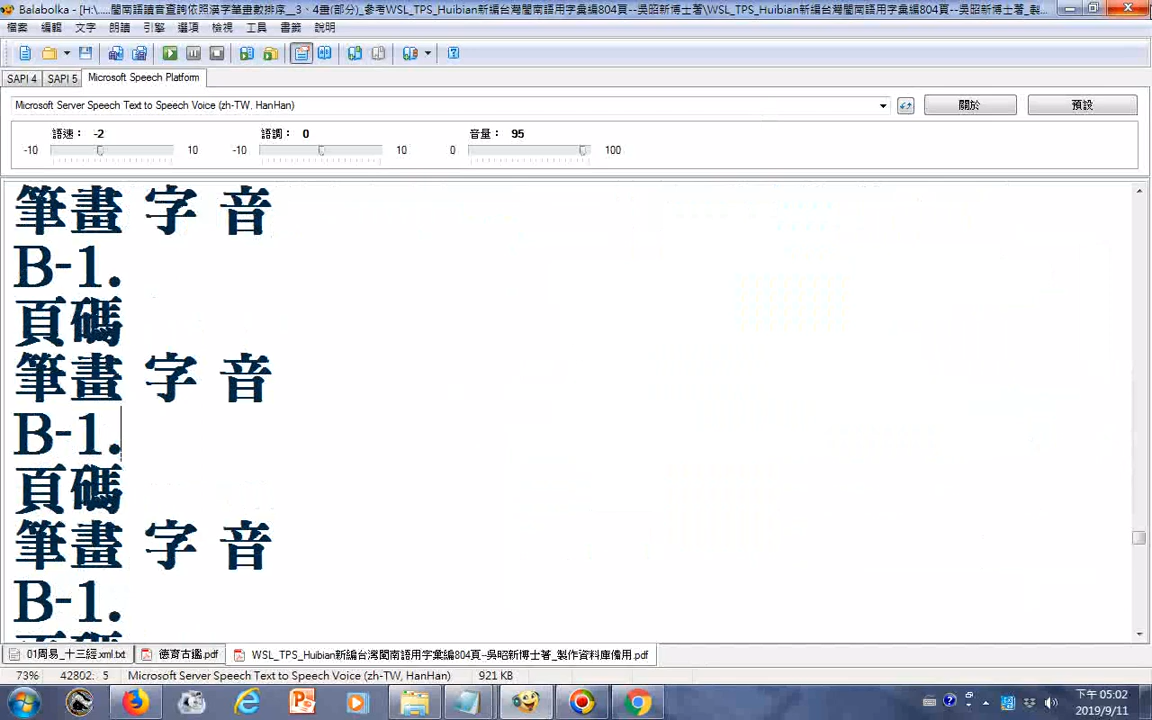 Balabolka - [H:\....閩南語讀音查詢依照漢字筆畫數排序__3、4畫(部分)_參考WSL_TPS_Huibian新編台灣閩南語用字彙編804頁--吳昭新博士著\WSL_TPS_Huibian新編台灣閩南語用字彙編804頁--吳昭新博士著_製...
檔案 編輯 文字 朗讀 引擎 選項 檢視 工具 書籤 說明
SAPI 4 SAPI 5 Microsoft Speech Platform
Microsoft Server Speech Text to Speech Voice (zh-TW, HanHan) 關於 預設
語速： -2 語調： 0 音量： 95
-10 10 -10 10 0 100
筆畫 字 音
B-1.
頁碼
筆畫 字 音
B-1.
頁碼
筆畫 字 音
B-1.
頁碼
01周易_十三經.xml.txt 德育古鑑.pdf WSL_TPS_Huibian新編台灣閩南語用字彙編804頁--吳昭新博士著_製作資料庫備用.pdf
73% 42802: 5 Microsoft Server Speech Text to Speech Voice (zh-TW, HanHan) 921 KB
下午 05:02
2019/9/11